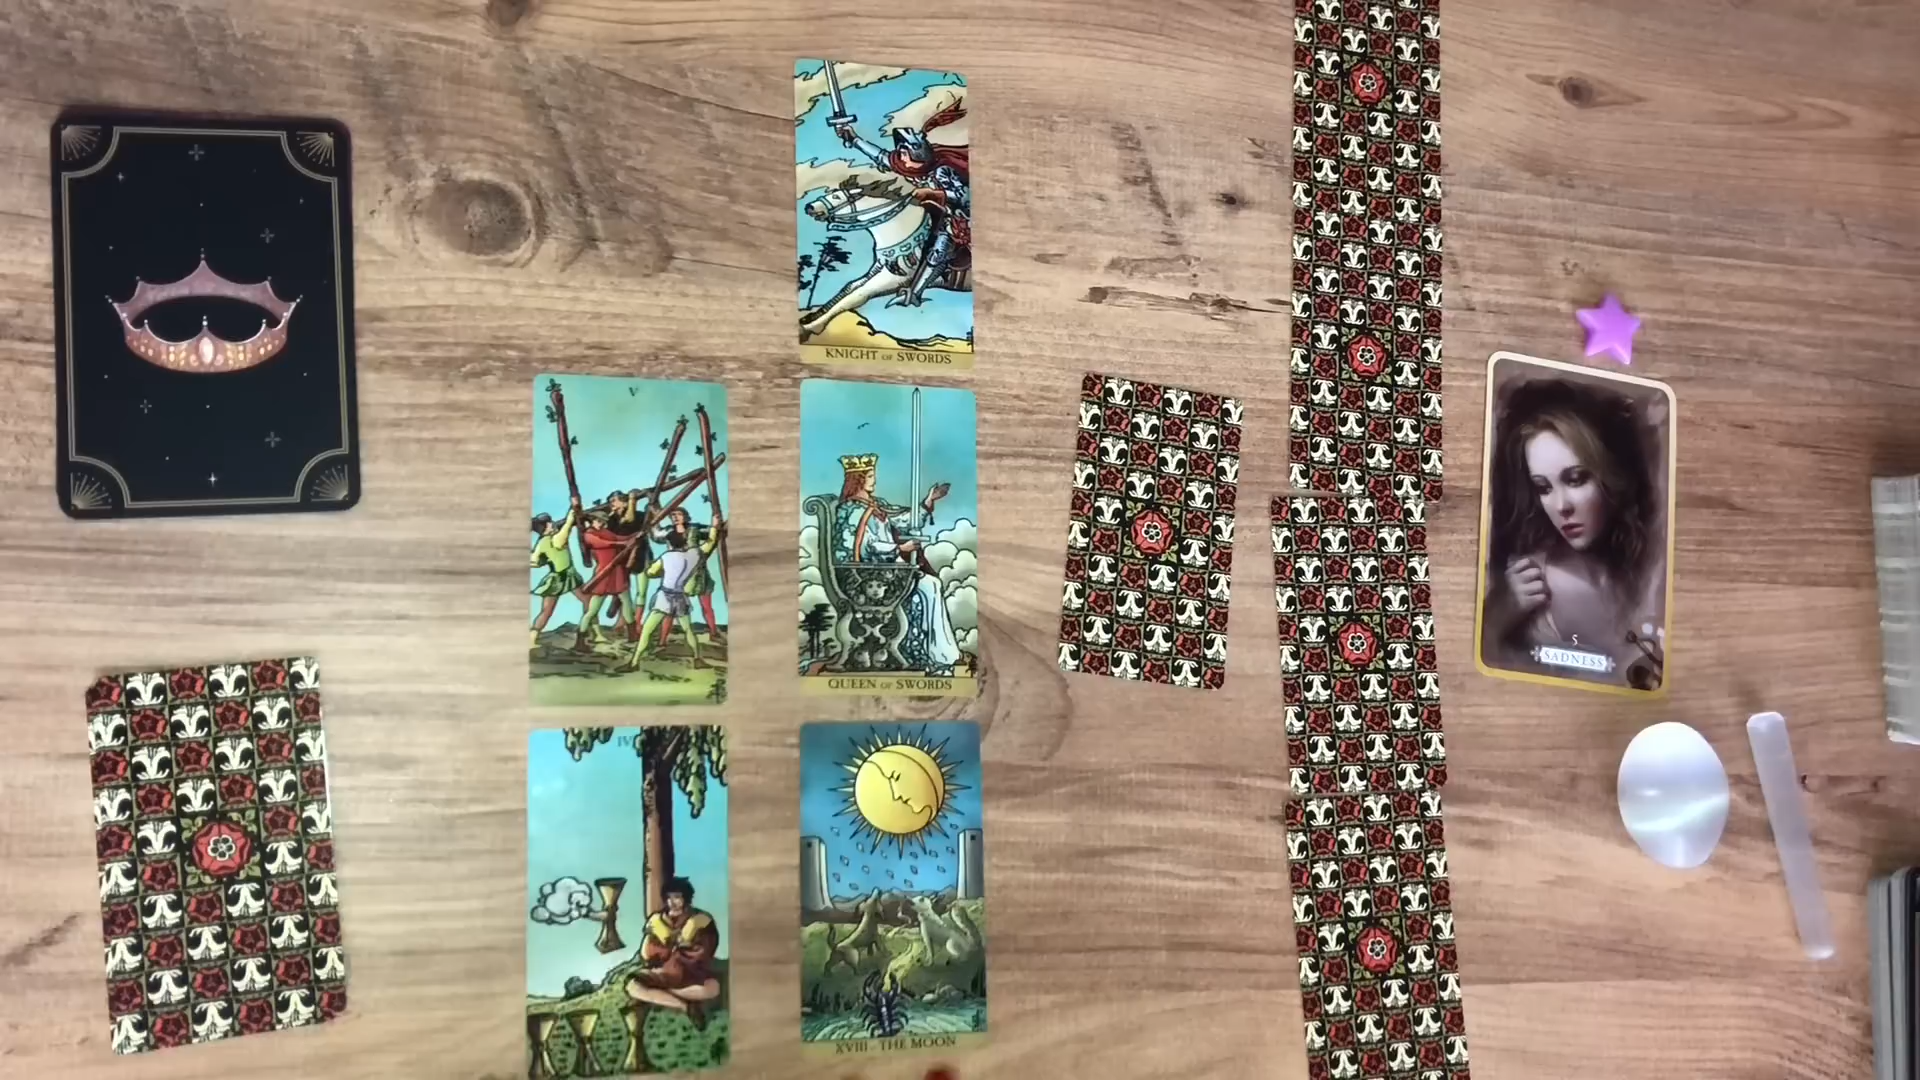 KNIGHT OF SWORDS
V
QUEEN OF SWORDS
5
SADNESS
IV
XVIII - THE MOON